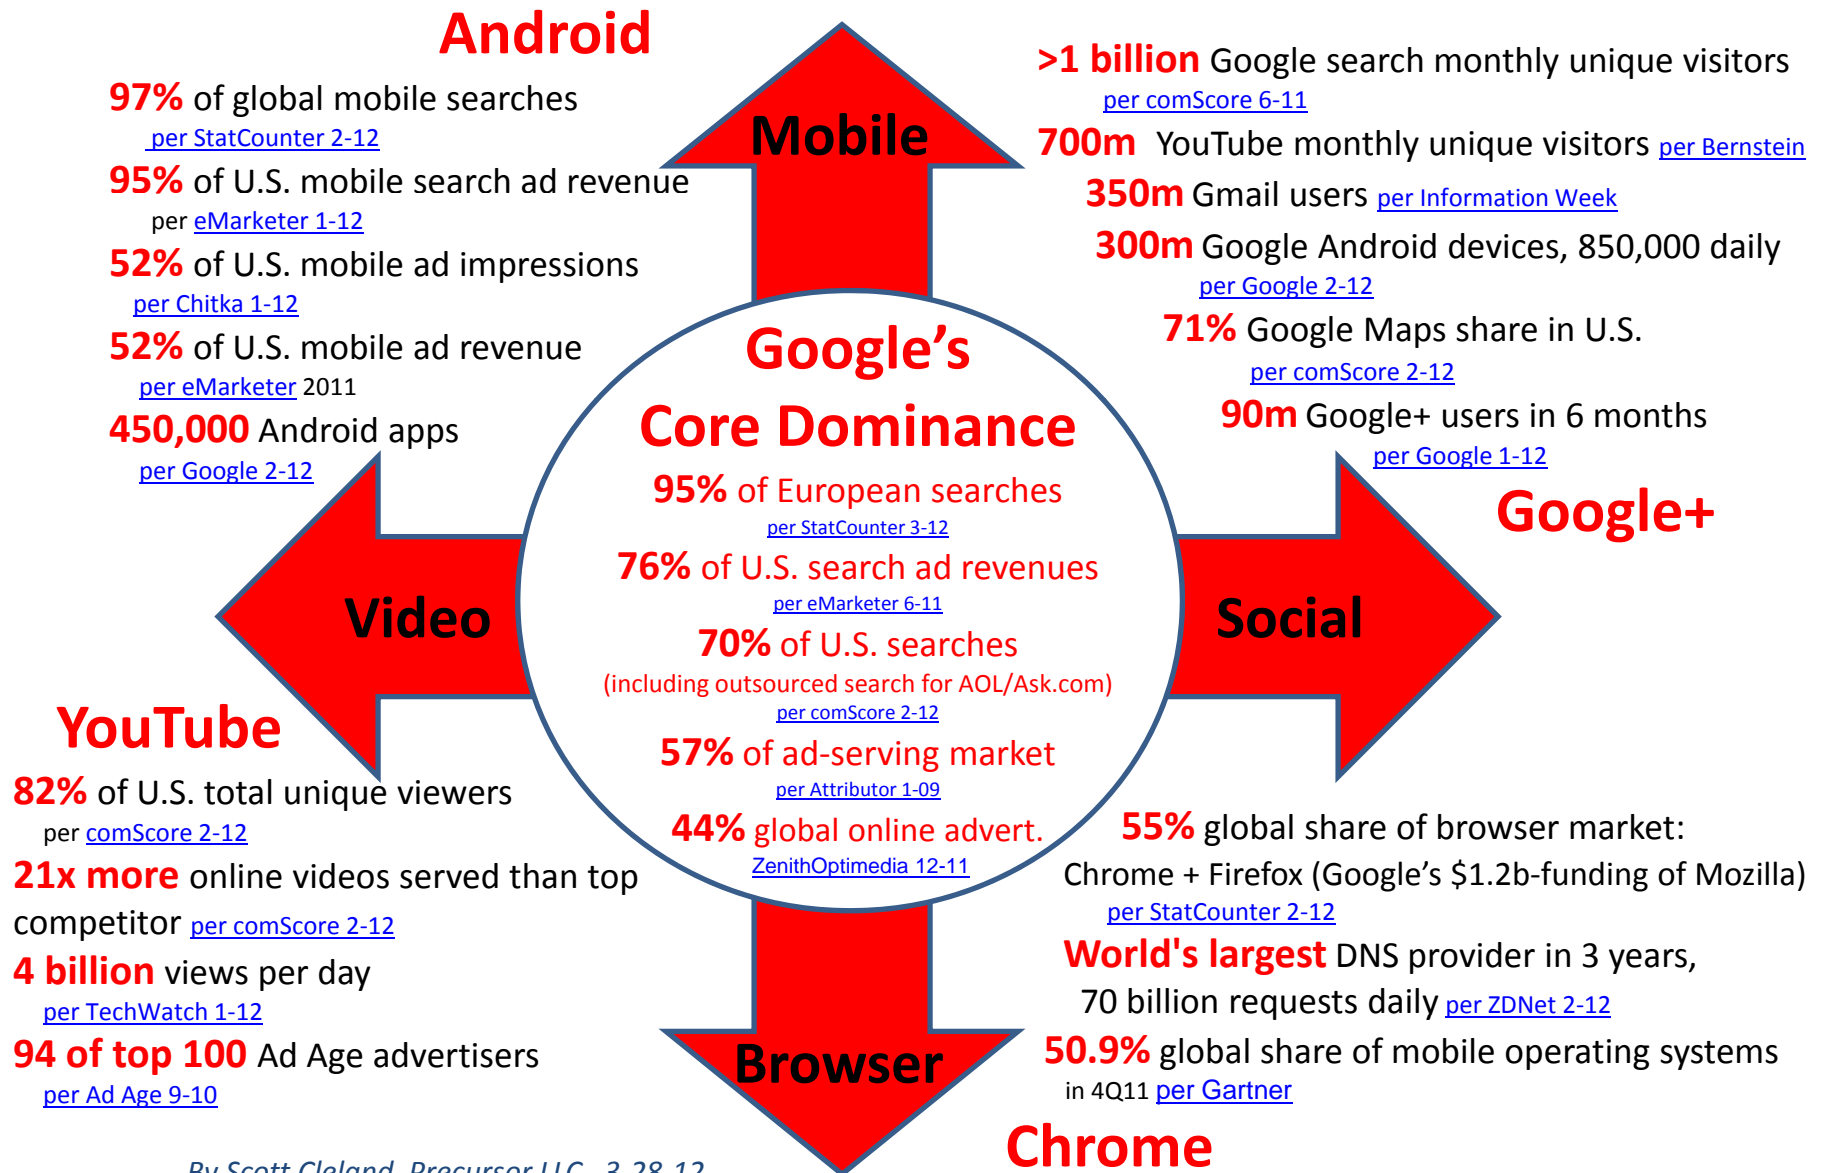 Android
97% of global mobile searches
per StatCounter 2-12
95% of U.S. mobile search ad revenue
per eMarketer 1-12
52% of U.S. mobile ad impressions
per Chitka 1-12
52% of U.S. mobile ad revenue
per eMarketer 2011
450,000 Android apps
per Google 2-12
Mobile
>1 billion Google search monthly unique visitors
per comScore 6-11
700m YouTube monthly unique visitors per Bernstein
350m Gmail users per Information Week
300m Google Android devices, 850,000 daily
per Google 2-12
71% Google Maps share in U.S.
per comScore 2-12
90m Google+ users in 6 months
per Google 1-12
Google+
Google's
Core Dominance
95% of European searches
per StatCounter 3-12
76% of U.S. search ad revenues
per eMarketer 6-11
70% of U.S. searches
(including outsourced search for AOL/Ask.com)
per comScore 2-12
57% of ad-serving market
per Attributor 1-09
44% global online advert.
ZenithOptimedia 12-11
Video
Social
YouTube
82% of U.S. total unique viewers
per comScore 2-12
21x more online videos served than top
competitor per comScore 2-12
4 billion views per day
per TechWatch 1-12
94 of top 100 Ad Age advertisers
per Ad Age 9-10
55% global share of browser market:
Chrome + Firefox (Google's $1.2b-funding of Mozilla)
per StatCounter 2-12
World's largest DNS provider in 3 years,
70 billion requests daily per ZDNet 2-12
50.9% global share of mobile operating systems
in 4Q11 per Gartner
Browser
Chrome
By Scott Cleland, Precursor LLC 3-28-12